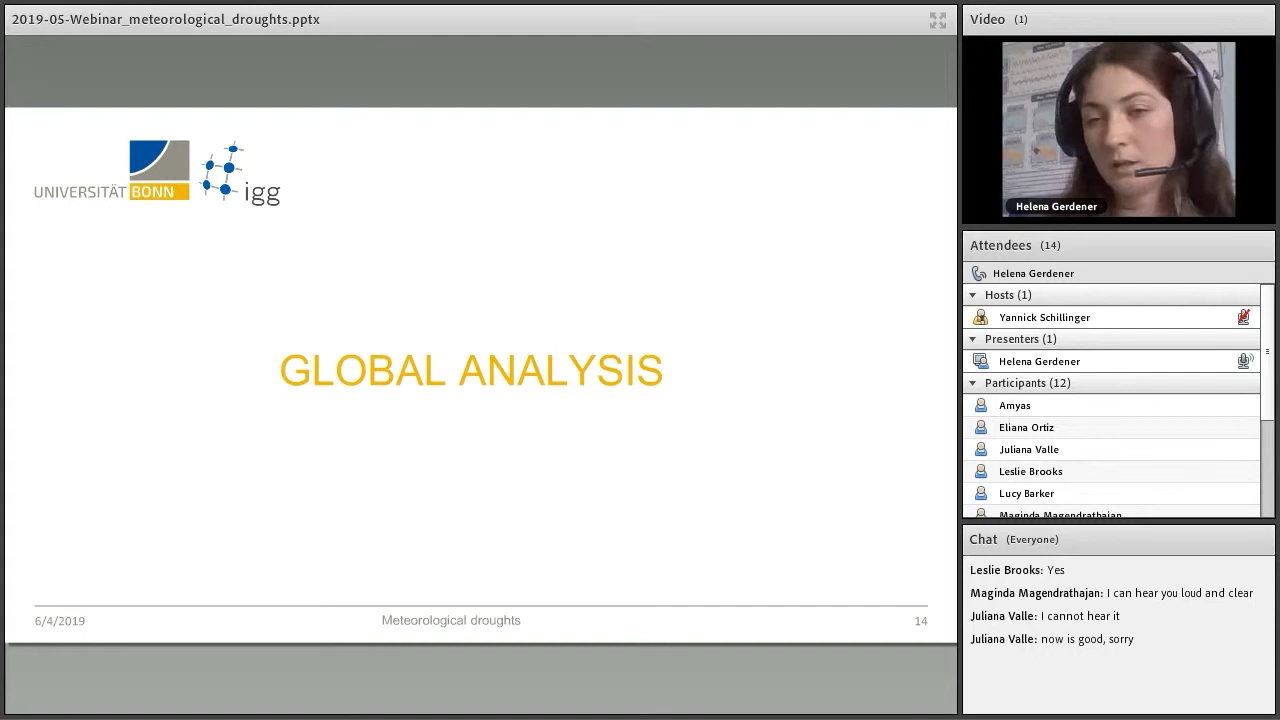 2019-05-Webinar_meteorological_droughts.pptx
UNIVERSITÄT BONN
igg
GLOBAL ANALYSIS
6/4/2019
Meteorological droughts
14
Video (1)
Helena Gerdener
Attendees (14)
Helena Gerdener
Hosts (1)
Yannick Schillinger
Presenters (1)
Helena Gerdener
Participants (12)
Amyas
Eliana Ortiz
Juliana Valle
Leslie Brooks
Lucy Barker
Maginda Magendrathajan
Chat (Everyone)
Leslie Brooks: Yes
Maginda Magendrathajan: I can hear you loud and clear
Juliana Valle: I cannot hear it
Juliana Valle: now is good, sorry